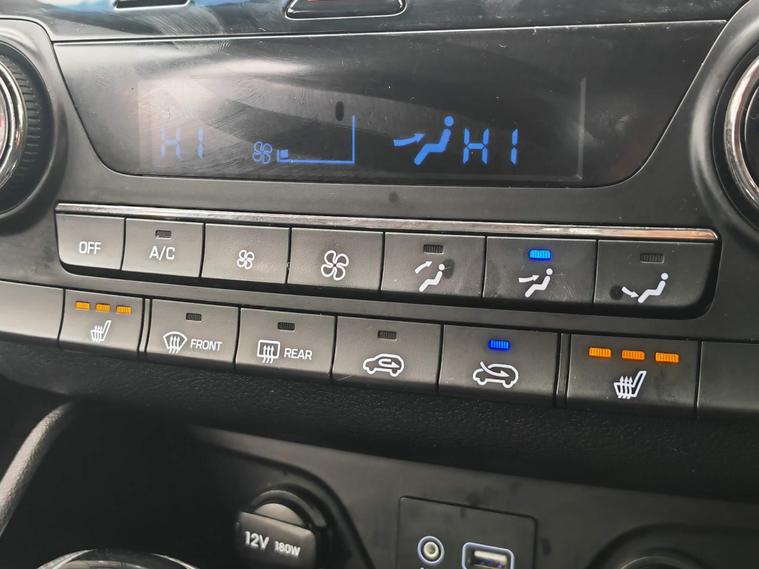 HI HI
OFF A/C
FRONT REAR
12V 180W